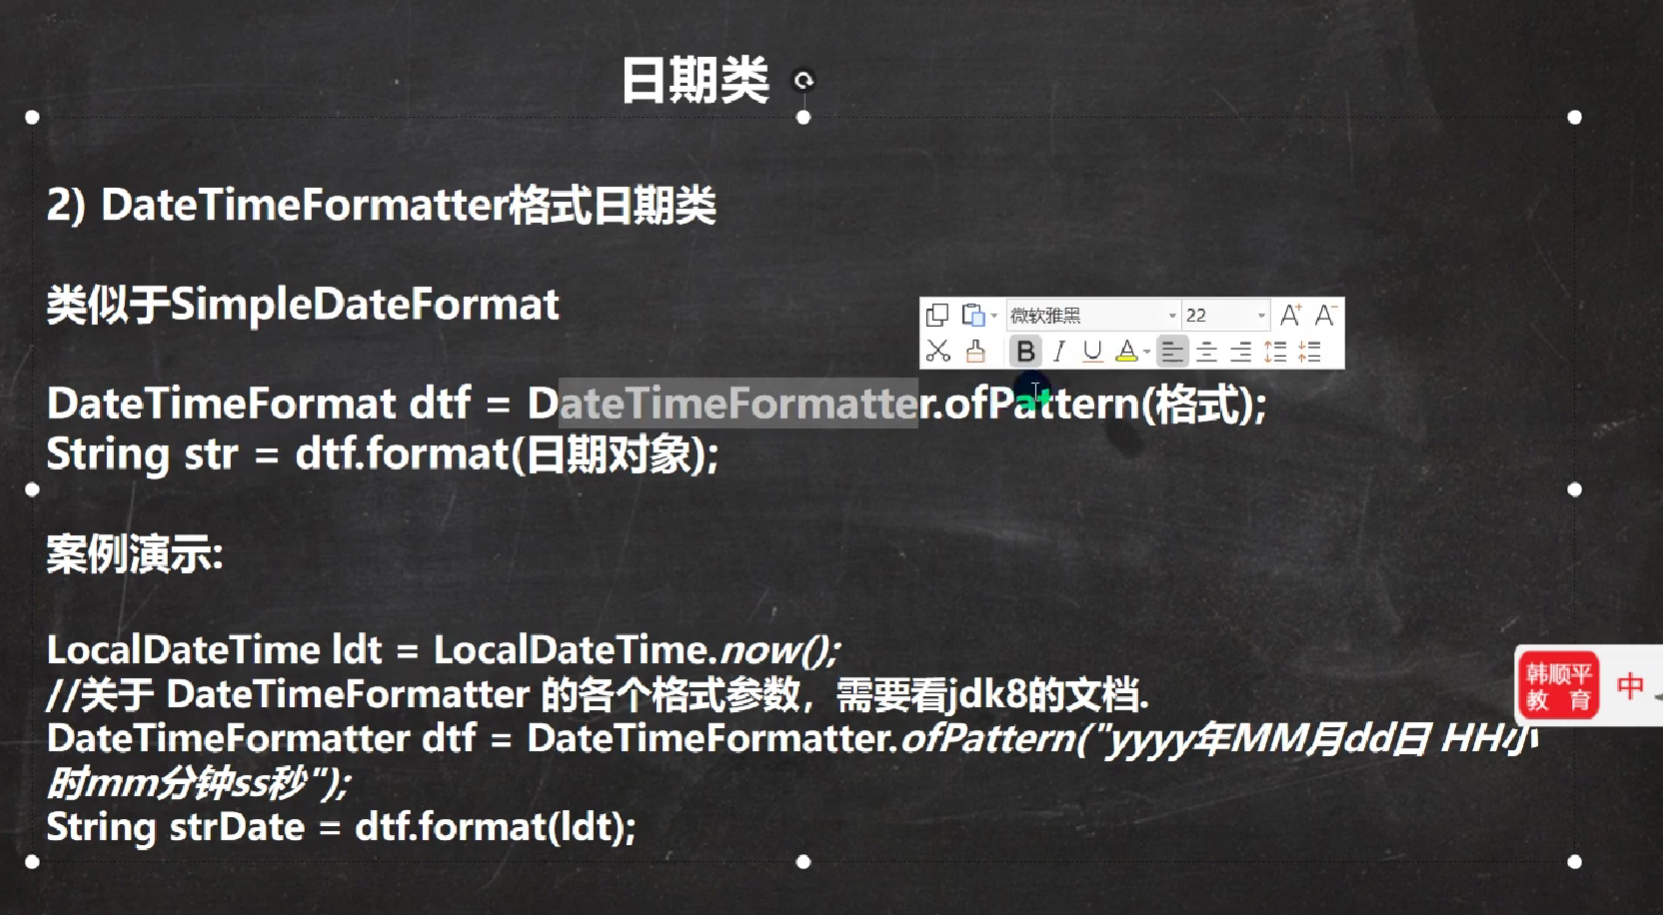 日期类
2) DateTimeFormatter格式日期类
类似于SimpleDateFormat
微软雅黑 22
B I U A
DateTimeFormat dtf = DateTimeFormatter.ofPattern(格式);
String str = dtf.format(日期对象);
案例演示:
LocalDateTime ldt = LocalDateTime.now();
//关于 DateTimeFormatter 的各个格式参数，需要看jdk8的文档.
DateTimeFormatter dtf = DateTimeFormatter.ofPattern("yyyy年MM月dd日 HH小
时mm分钟ss秒");
String strDate = dtf.format(ldt);
韩顺平
教 育
中